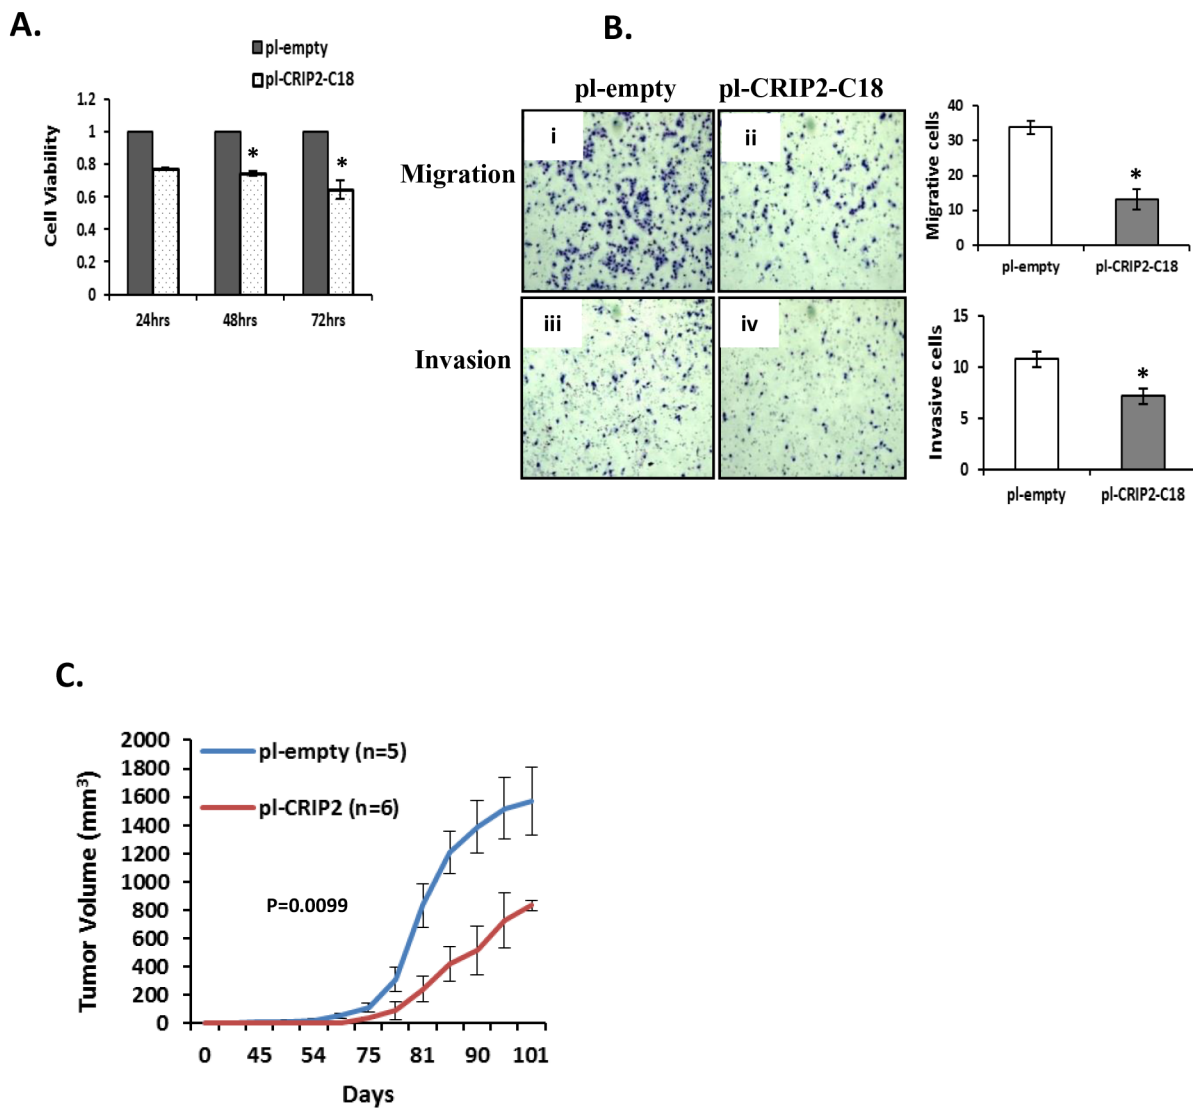 A.
pl-empty
pl-CRIP2-C18
1.2
1
0.8
0.6
0.4
0.2
0
Cell Viability
* *
24hrs 48hrs 72hrs
B.
pl-empty pl-CRIP2-C18
Migration
i ii
Invasion
iii iv
40
30
20
10
0
Migrative cells
*
pl-empty pl-CRIP2-C18
15
10
5
0
Invasive cells
*
pl-empty pl-CRIP2-C18
C.
pl-empty (n=5)
pl-CRIP2 (n=6)
P=0.0099
2000
1800
1600
1400
1200
1000
800
600
400
200
0
Tumor Volume (mm³)
0 45 54 75 81 90 101
Days